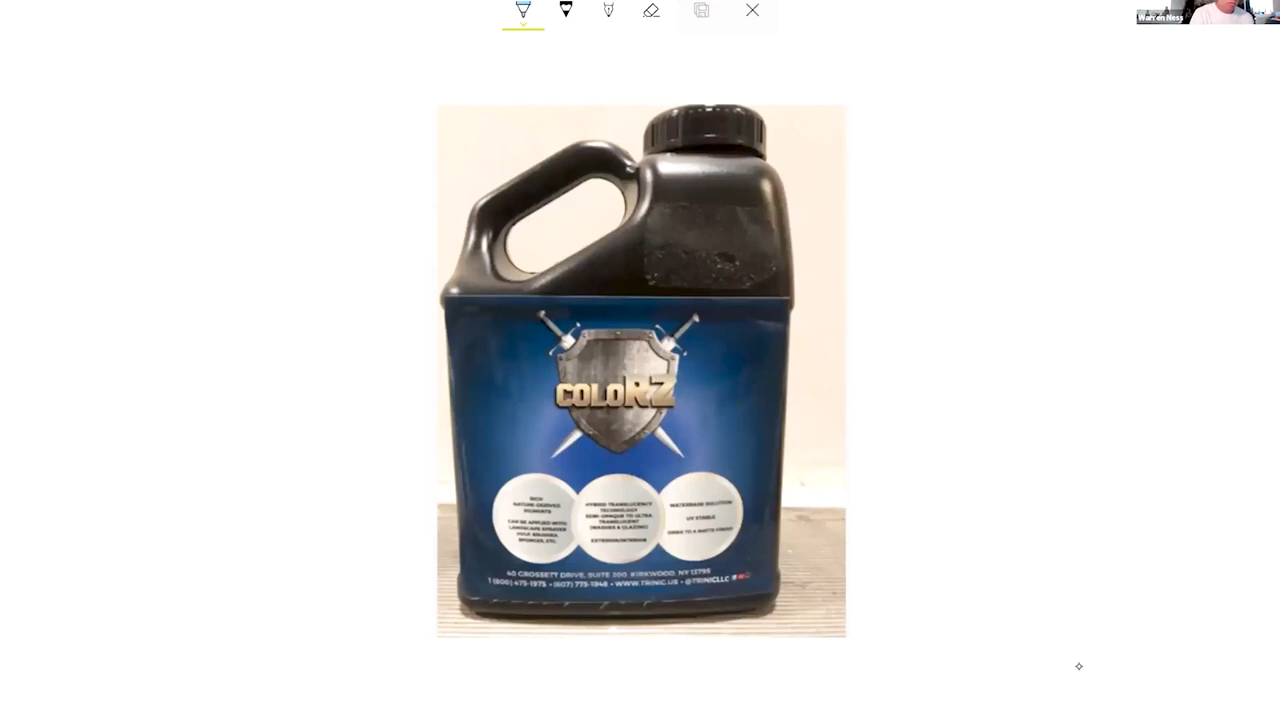 Warren Ness
COLORZ
RICH
NATURE-DERIVED
PIGMENTS
CAN BE APPLIED WITH:
LANDSCAPE SPRAYER
HVLP, BRUSHES,
SPONGES, ETC.
HYBRID TRANSLUCENCY
TECHNOLOGY
SEMI-OPAQUE TO ULTRA
TRANSLUCENT
(WASHES & GLAZING)
EXTERIOR/INTERIOR
WATERBASE SOLUTION
UV STABLE
DRIES TO A MATTE FINISH
40 CROSSETT DRIVE, SUITE 200, KIRKWOOD, NY 13795
1 (800) 475-1975 • (607) 775-1948 • WWW.TRINIC.US • @TRINICLLC